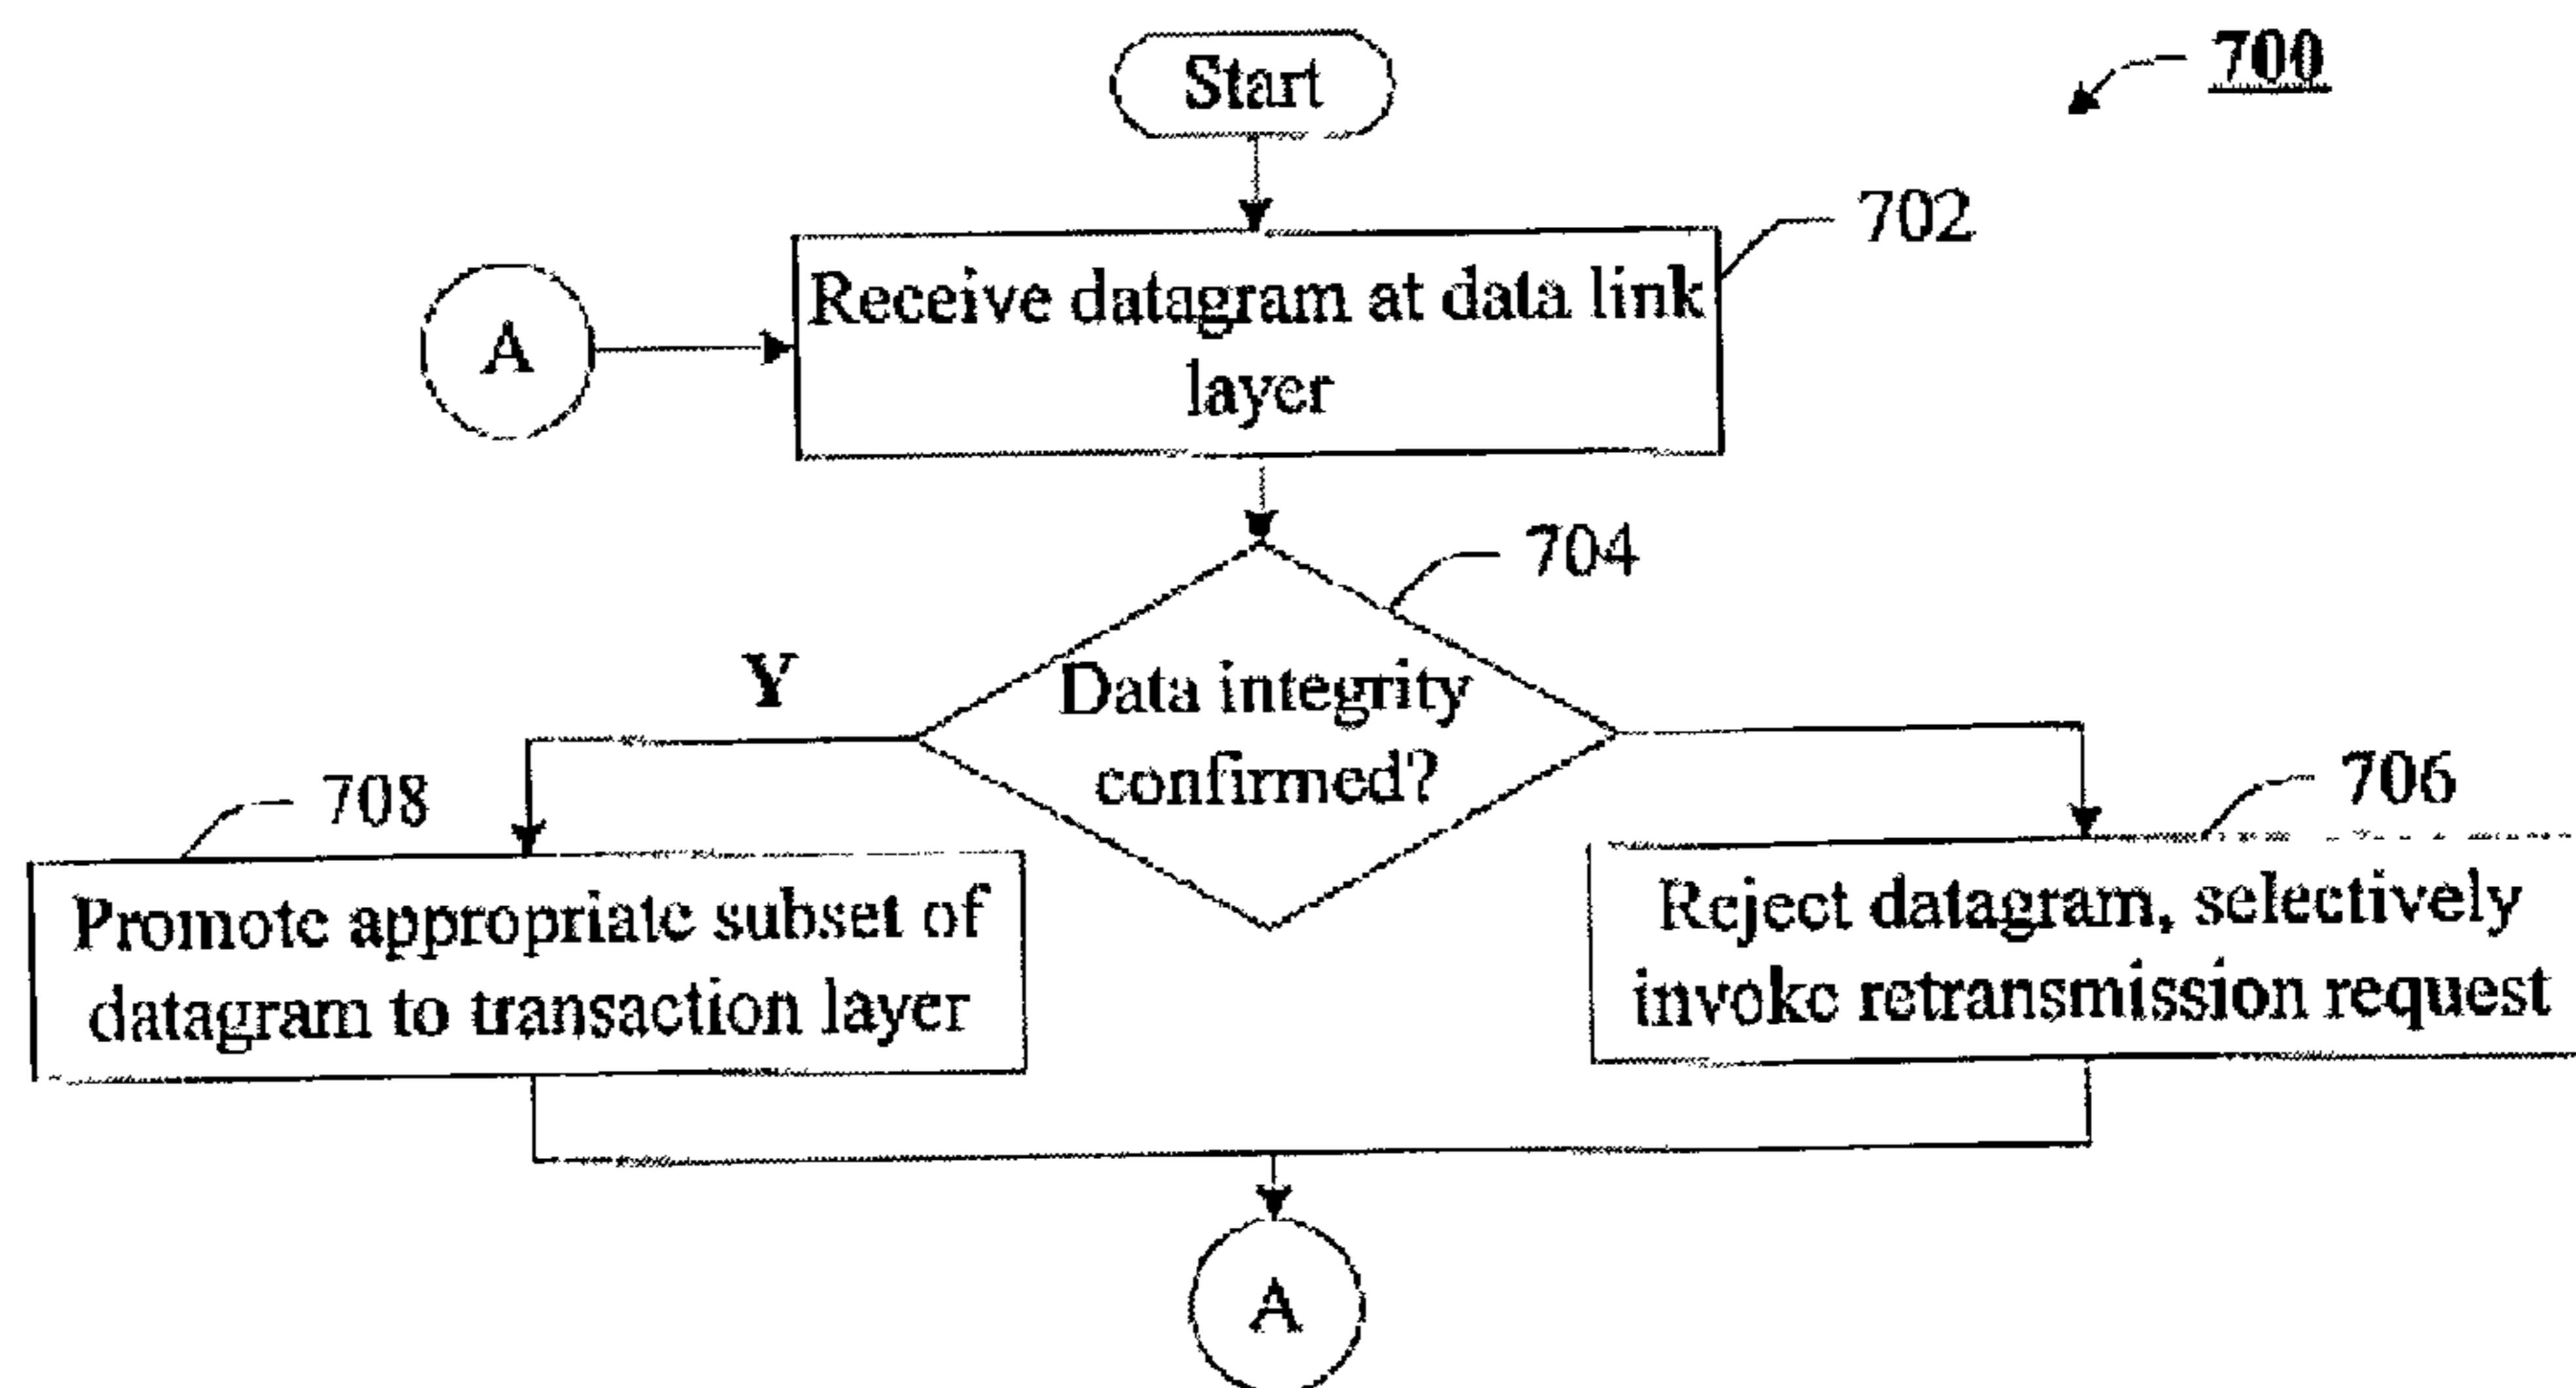 Start
700
702
Receive datagram at data link
layer
A
704
Y
Data integrity
confirmed?
708
706
Promote appropriate subset of
datagram to transaction layer
Reject datagram, selectively
invoke retransmission request
A